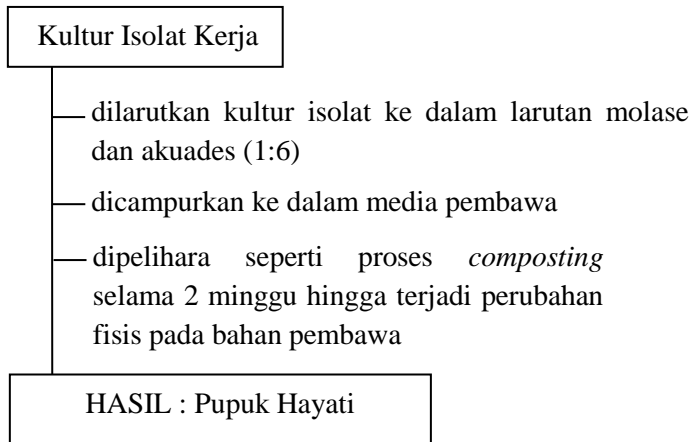 Kultur Isolat Kerja
dilarutkan kultur isolat ke dalam larutan molase
dan akuades (1:6)
dicampurkan ke dalam media pembawa
dipelihara seperti proses composting
selama 2 minggu hingga terjadi perubahan
fisis pada bahan pembawa
HASIL : Pupuk Hayati